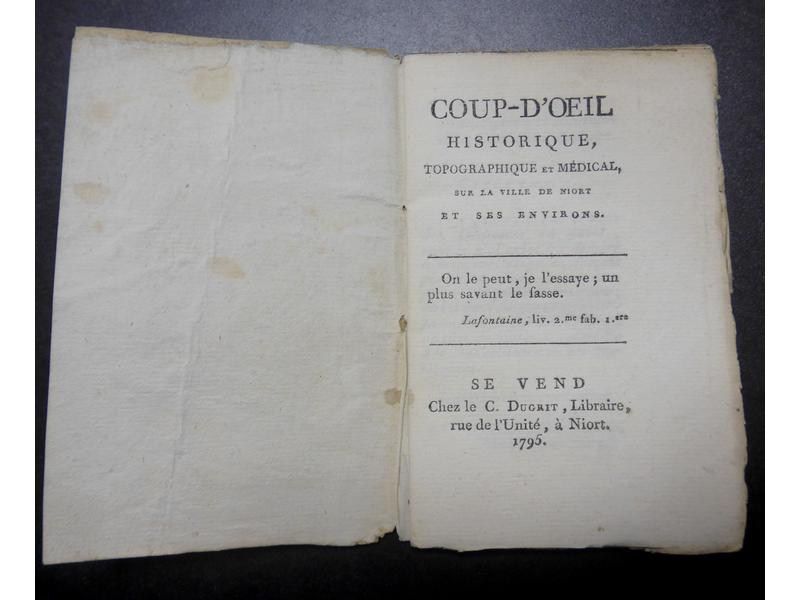 COUP-D'OEIL
HISTORIQUE,
TOPOGRAPHIQUE ET MÉDICAL,
SUR LA VILLE DE NIORT
ET SES ENVIRONS.
On le peut, je l'essaye ; un
plus savant le fasse.
Lafontaine, liv. 2.me fab. 1.ere
SE VEND
Chez le C. DUGRIT, Libraire,
rue de l'Unité, à Niort.
1795.